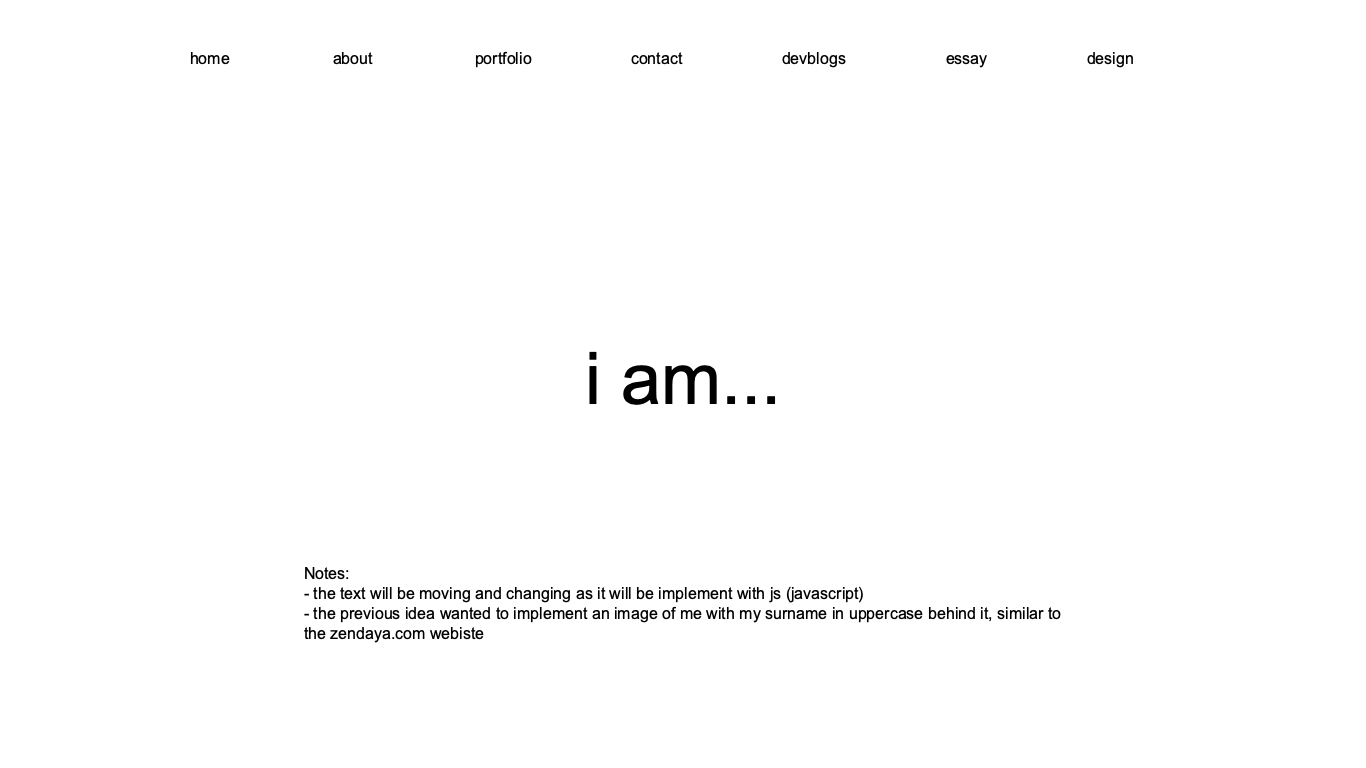 home about portfolio contact devblogs essay design
i am...
Notes:
- the text will be moving and changing as it will be implement with js (javascript)
- the previous idea wanted to implement an image of me with my surname in uppercase behind it, similar to
the zendaya.com webiste